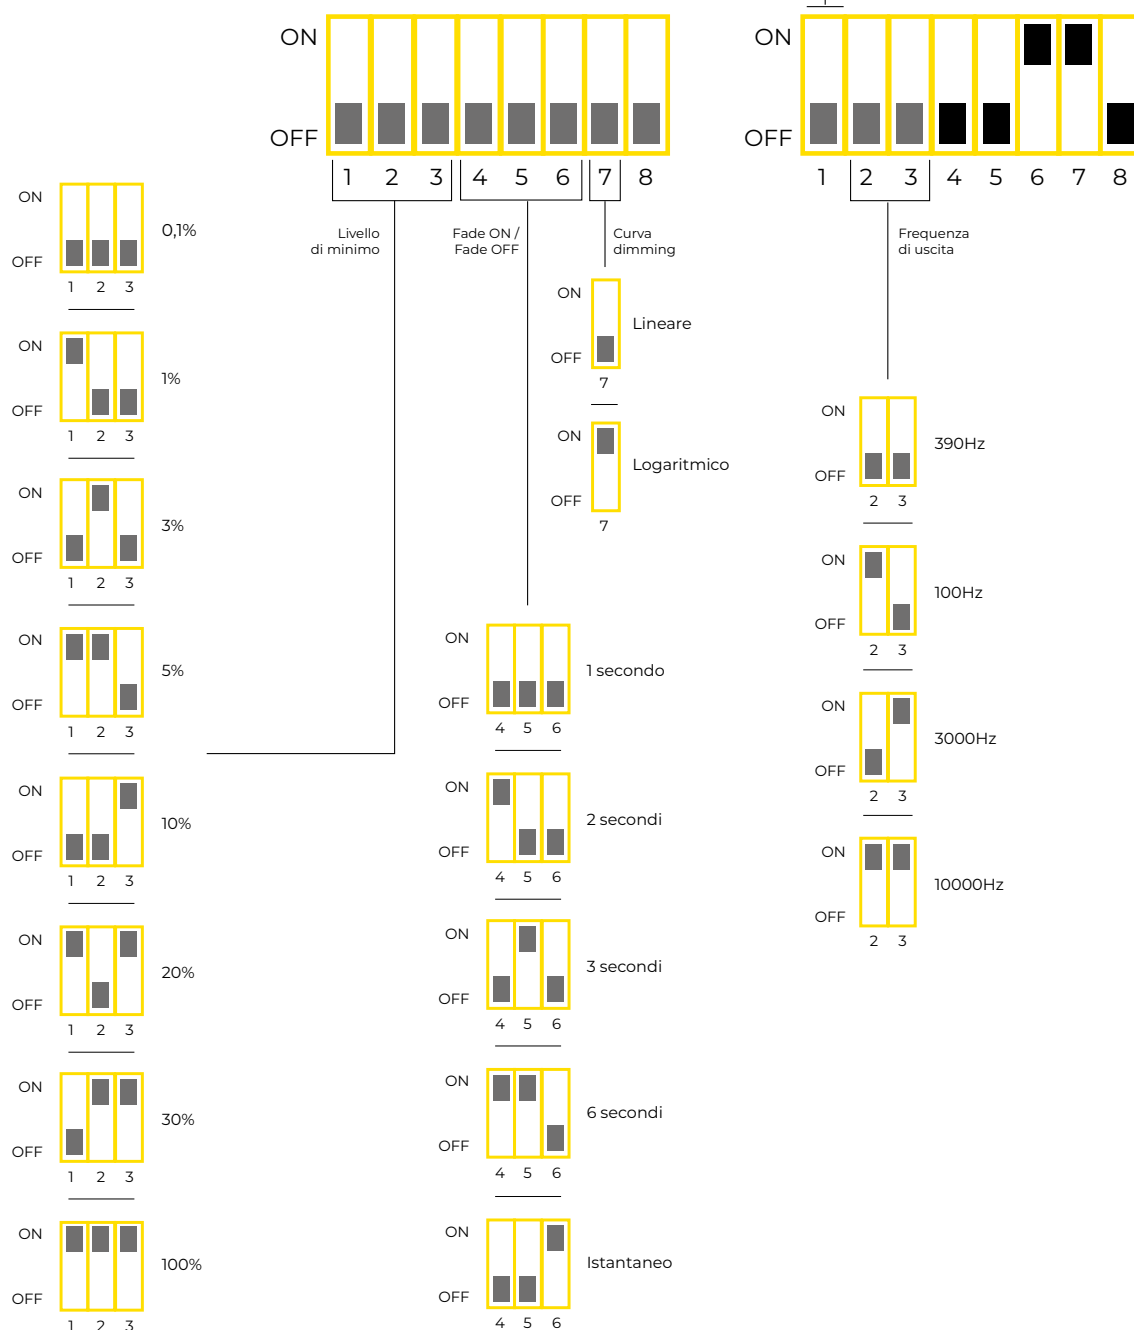 ON
OFF
1 2 3 4 5 6 7 8
Livello
di minimo
Fade ON /
Fade OFF
Curva
dimming
ON
OFF
1 2 3 4 5 6 7 8
Frequenza
di uscita
ON
OFF
1 2 3
0,1%
ON
OFF
1 2 3
1%
ON
OFF
1 2 3
3%
ON
OFF
1 2 3
5%
ON
OFF
1 2 3
10%
ON
OFF
1 2 3
20%
ON
OFF
1 2 3
30%
ON
OFF
1 2 3
100%
ON
OFF
4 5 6
1 secondo
ON
OFF
4 5 6
2 secondi
ON
OFF
4 5 6
3 secondi
ON
OFF
4 5 6
6 secondi
ON
OFF
4 5 6
Istantaneo
ON
OFF
7
Lineare
ON
OFF
7
Logaritmico
ON
OFF
2 3
390Hz
ON
OFF
2 3
100Hz
ON
OFF
2 3
3000Hz
ON
OFF
2 3
10000Hz